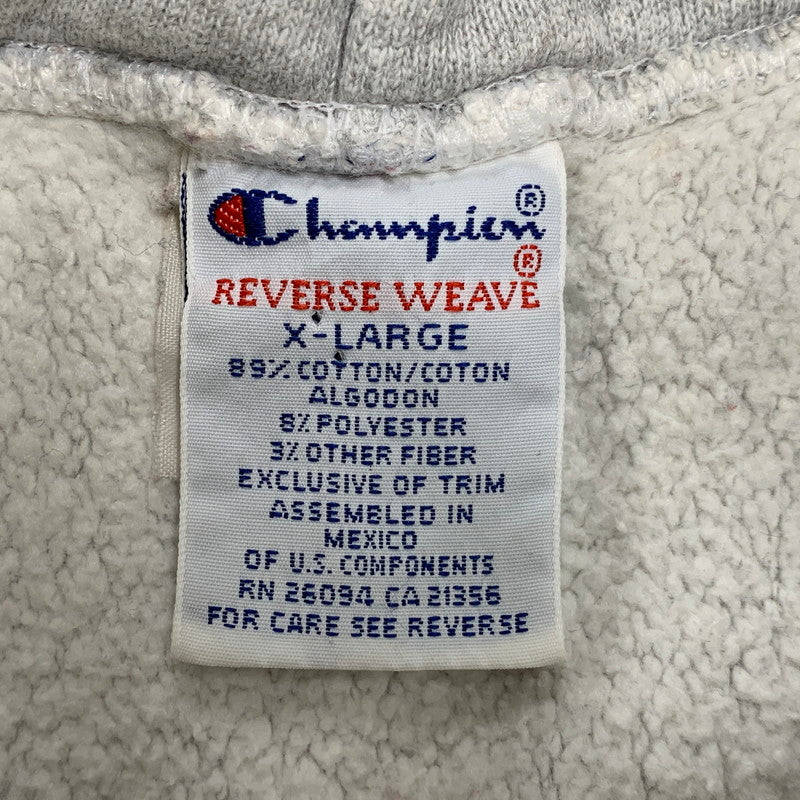 Champion®
REVERSE WEAVE®
X-LARGE
89% COTTON/COTON
ALGODON
8% POLYESTER
3% OTHER FIBER
EXCLUSIVE OF TRIM
ASSEMBLED IN
MEXICO
OF U.S. COMPONENTS
RN 26094 CA 21356
FOR CARE SEE REVERSE